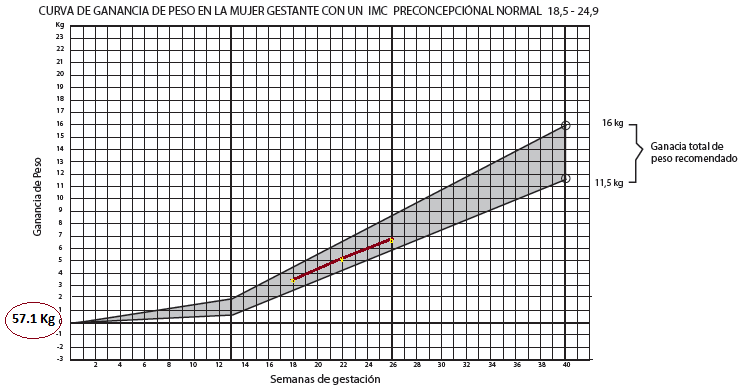 CURVA DE GANANCIA DE PESO EN LA MUJER GESTANTE CON UN IMC PRECONCEPCIÓNAL NORMAL 18,5 - 24,9
Kg
23
22
21
20
19
18
17
16
15
14
13
12
11
10
9
8
7
6
5
4
3
2
1
0
-1
-2
-3
Ganancia de Peso
57.1 Kg
16 kg
11,5 kg
Ganacia total de
peso recomendado
2 4 6 8 10 12 14 16 18 20 22 24 26 28 30 32 34 36 38 40
Semanas de gestación